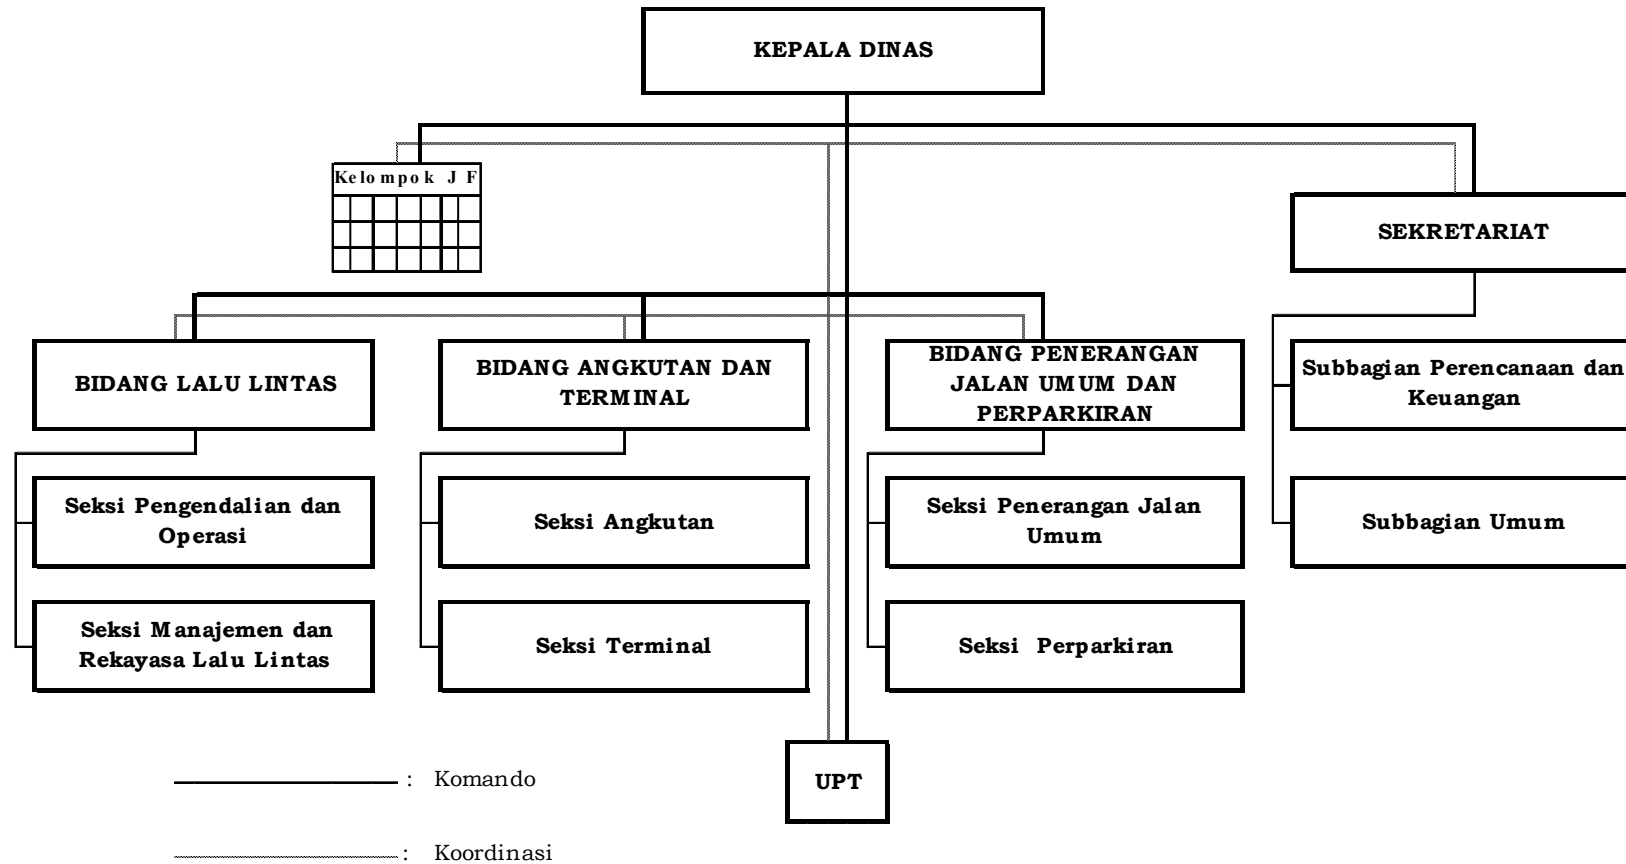 KEPALA DINAS
Kelompok J F
SEKRETARIAT
BIDANG LALU LINTAS
BIDANG ANGKUTAN DAN
TERMINAL
BIDANG PENERANGAN
JALAN UMUM DAN
PERPARKIRAN
Subbagian Perencanaan dan
Keuangan
Seksi Pengendalian dan
Operasi
Seksi Angkutan
Seksi Penerangan Jalan
Umum
Subbagian Umum
Seksi Manajemen dan
Rekayasa Lalu Lintas
Seksi Terminal
Seksi Perparkiran
UPT
: Komando
: Koordinasi